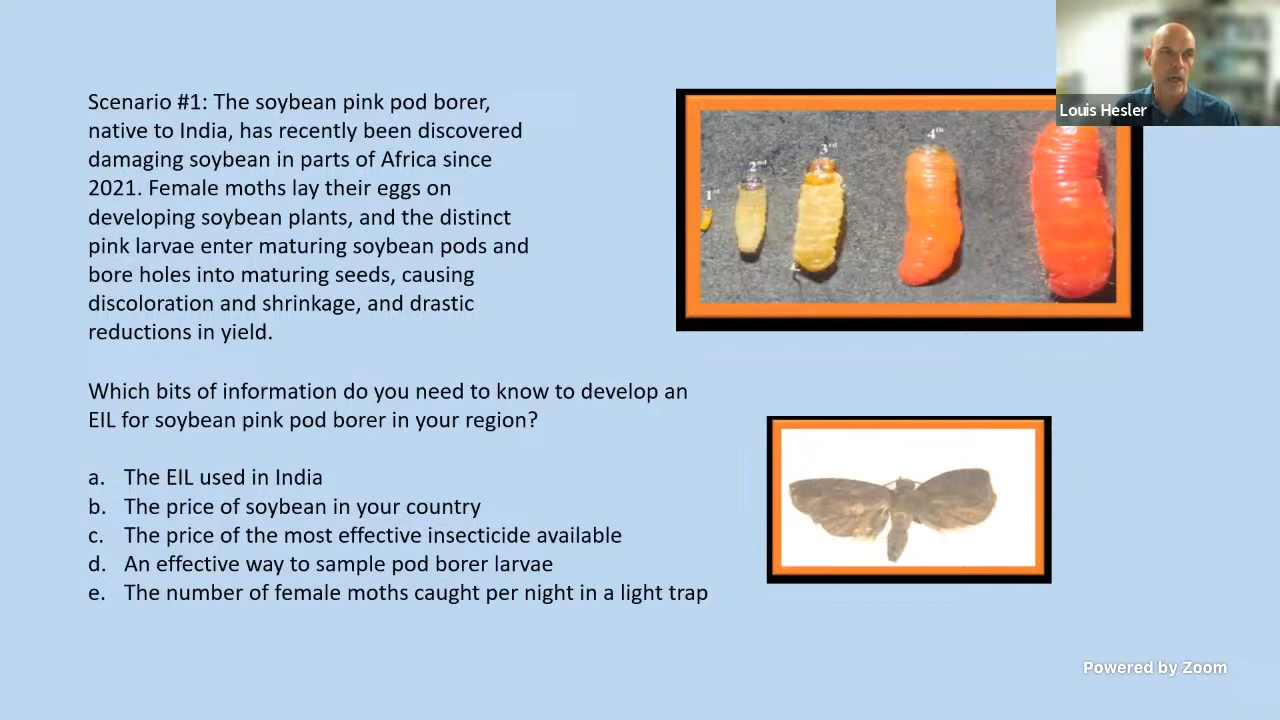 Louis Hesler
Scenario #1: The soybean pink pod borer,
native to India, has recently been discovered
damaging soybean in parts of Africa since
2021. Female moths lay their eggs on
developing soybean plants, and the distinct
pink larvae enter maturing soybean pods and
bore holes into maturing seeds, causing
discoloration and shrinkage, and drastic
reductions in yield.
1st
2nd
3rd
4th
Which bits of information do you need to know to develop an
EIL for soybean pink pod borer in your region?
a. The EIL used in India
b. The price of soybean in your country
c. The price of the most effective insecticide available
d. An effective way to sample pod borer larvae
e. The number of female moths caught per night in a light trap
Powered by Zoom